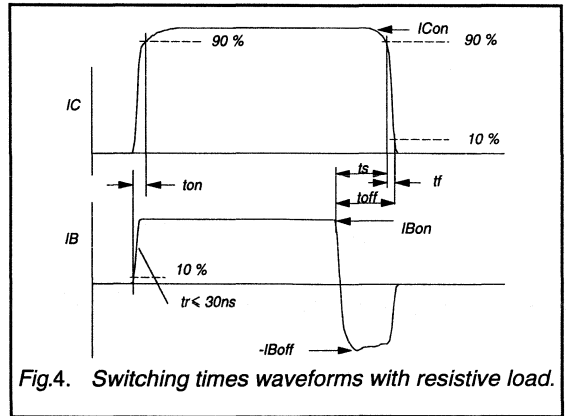 ICon
90 %
90 %
IC
10 %
ts
ton
tf
toff
IB
IBon
10 %
tr ≤ 30ns
-IBoff
Fig.4. Switching times waveforms with resistive load.